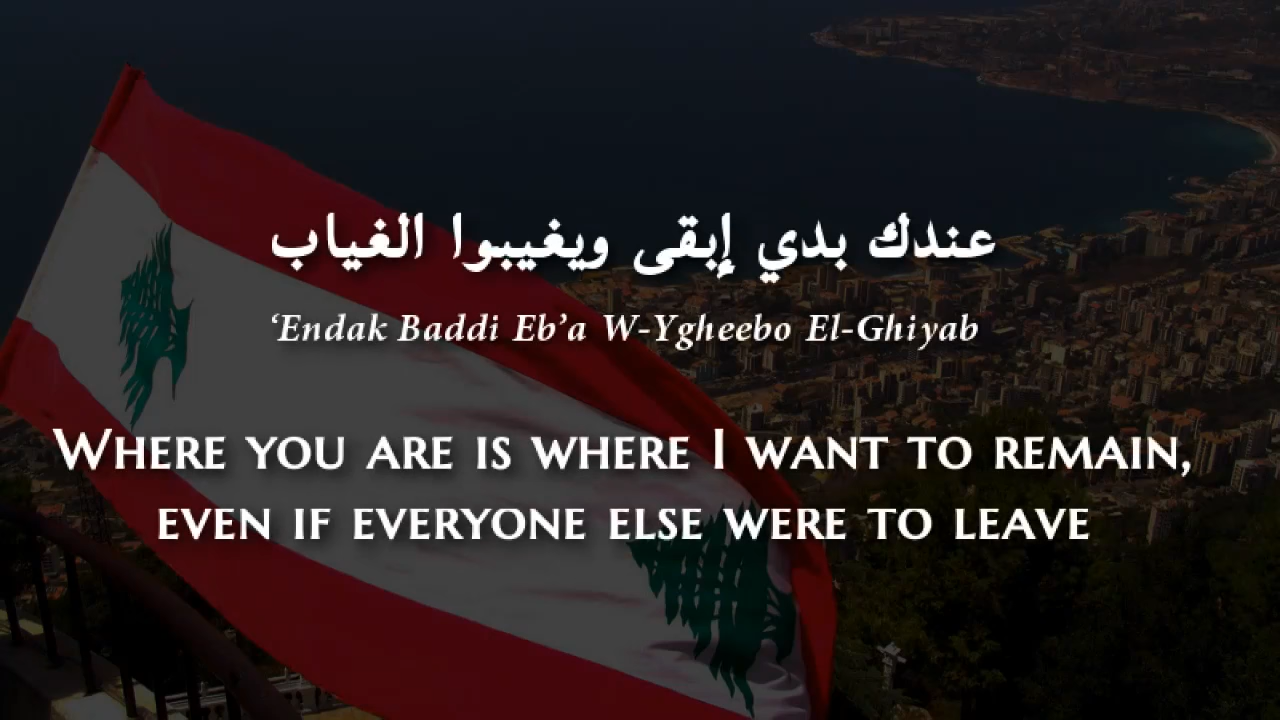 عندك بدي إبقى ويغيبوا الغياب
‘Endak Baddi Eb’a W-Ygheebo El-Ghiyab
Where you are is where I want to remain,
even if everyone else were to leave